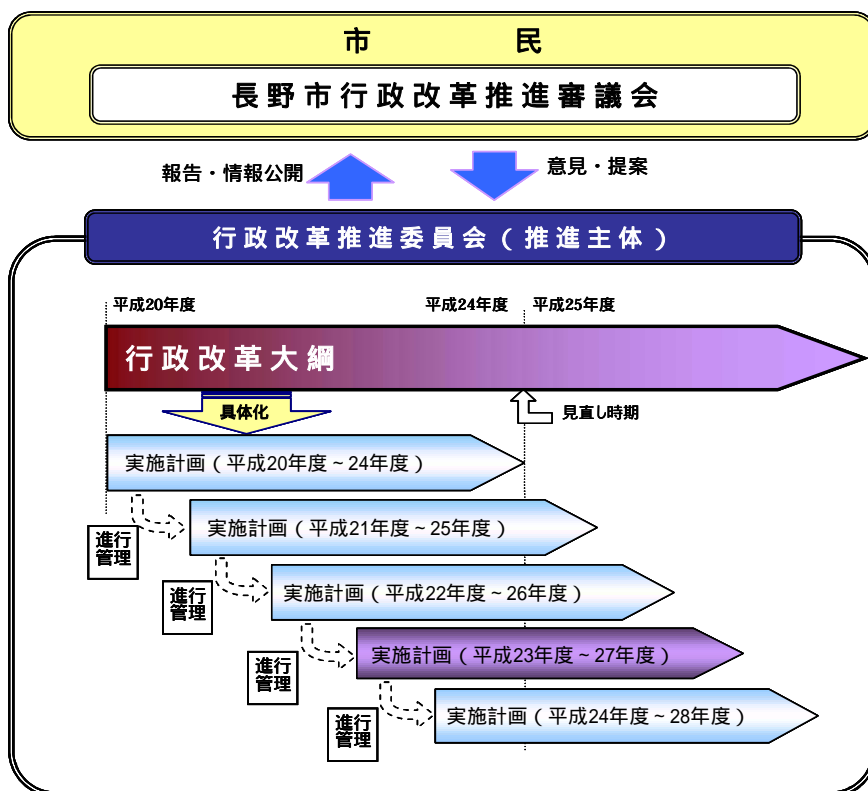 市　　民
長野市行政改革推進審議会
報告・情報公開
意見・提案
行政改革推進委員会（推進主体）
平成20年度
平成24年度
平成25年度
行政改革大綱
具体化
見直し時期
実施計画（平成20年度～24年度）
進行
管理
実施計画（平成21年度～25年度）
進行
管理
実施計画（平成22年度～26年度）
進行
管理
実施計画（平成23年度～27年度）
進行
管理
実施計画（平成24年度～28年度）